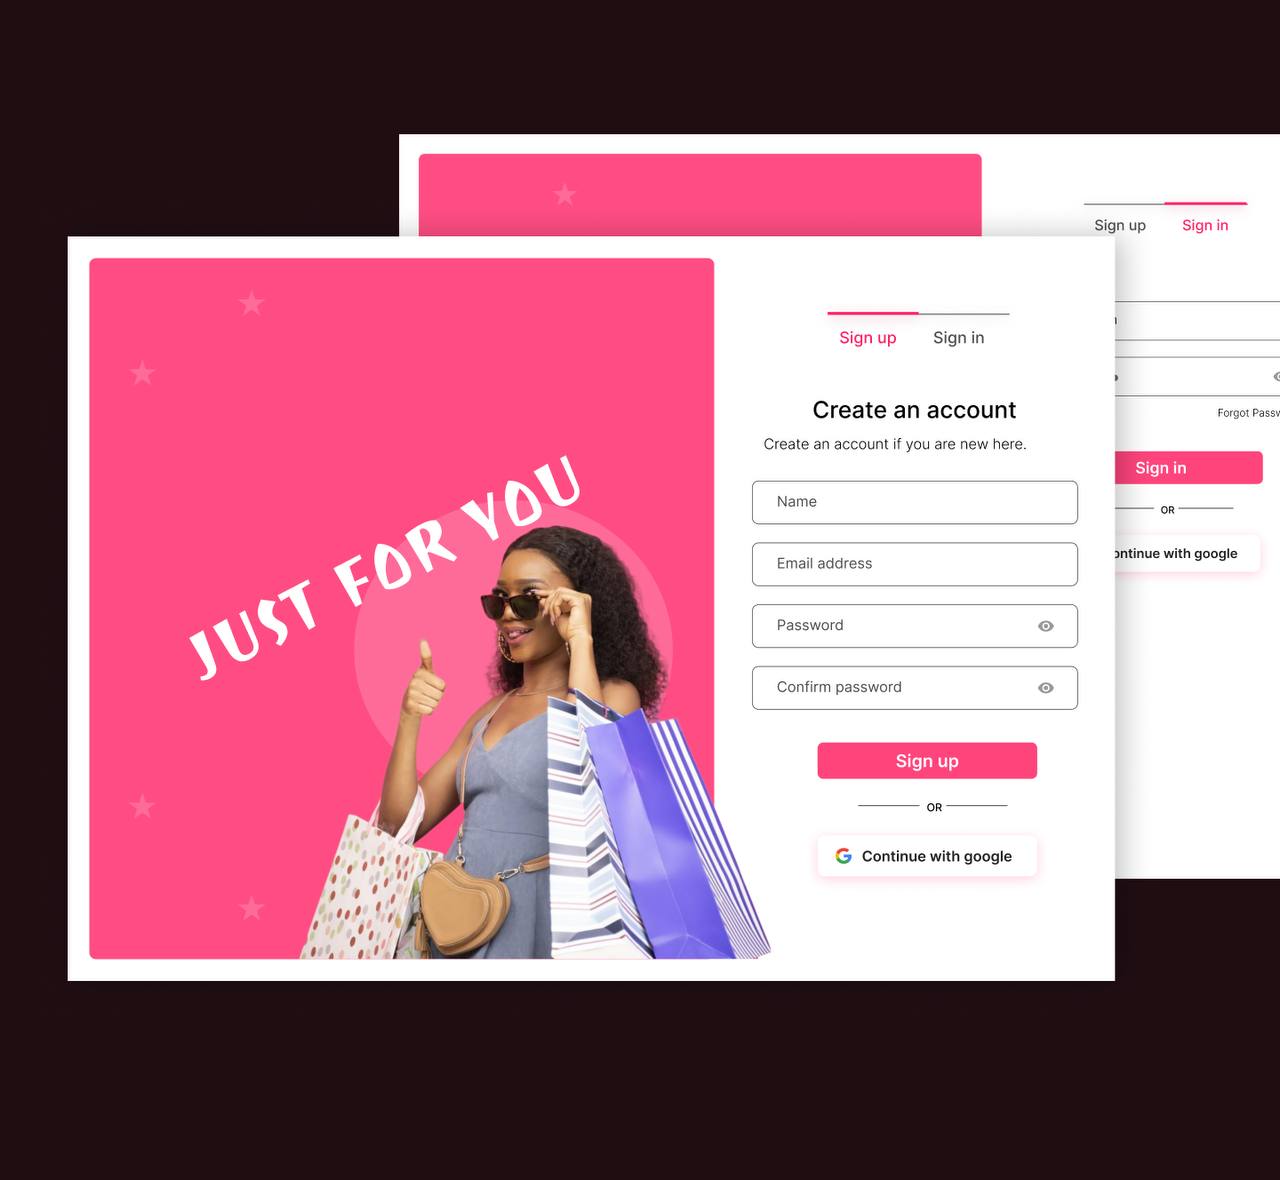 Sign up
Sign in
Forgot Passw
Sign in
OR
ontinue with google
JUST FOR YOU
Sign up
Sign in
Create an account
Create an account if you are new here.
Name
Email address
Password
Confirm password
Sign up
OR
Continue with google